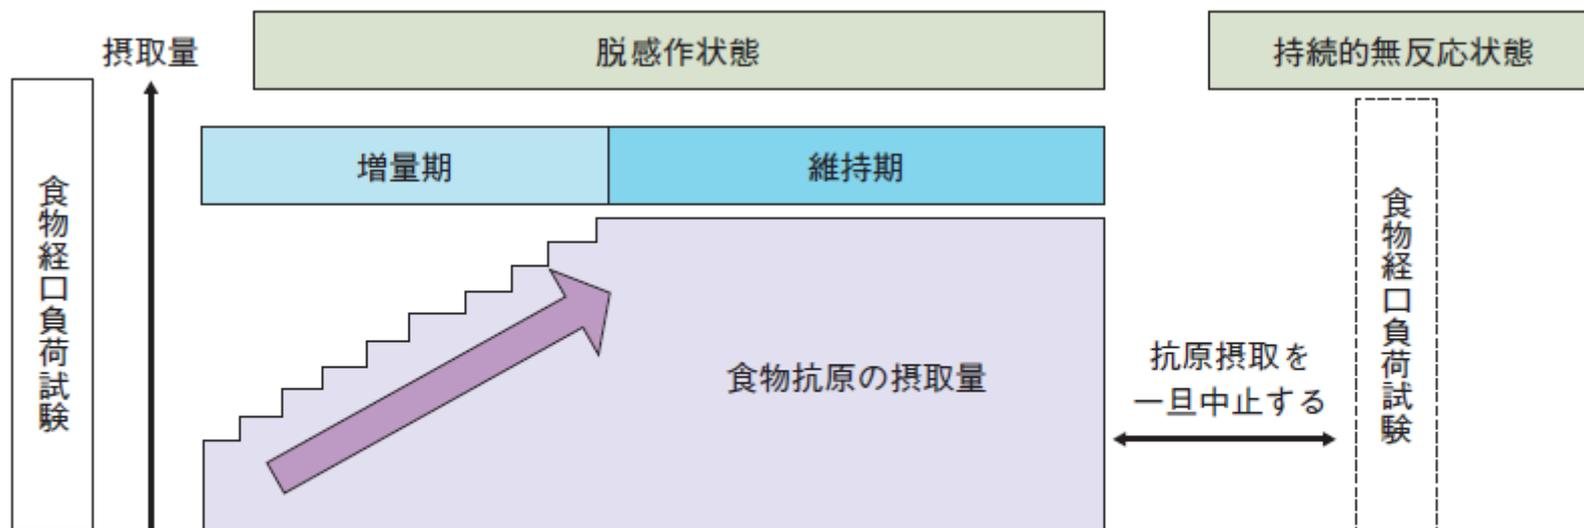 摂取量
脱感作状態
持続的無反応状態
増量期
維持期
食物経口負荷試験
食物抗原の摂取量
抗原摂取を
一旦中止する
食物経口負荷試験